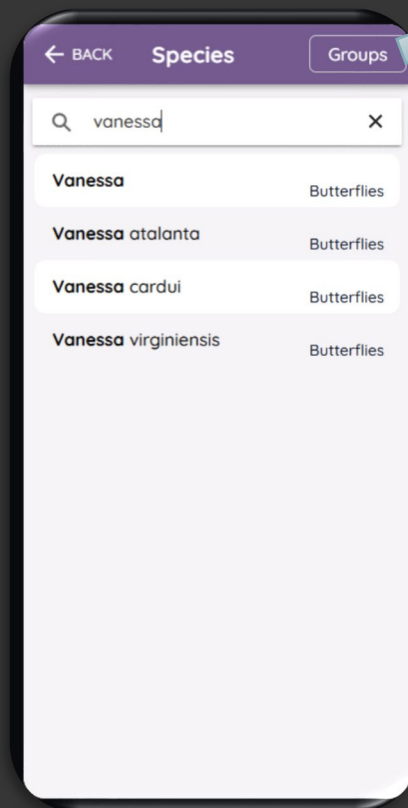 ← BACK Species Groups
vanessa
Vanessa
Butterflies
Vanessa atalanta
Butterflies
Vanessa cardui
Butterflies
Vanessa virginiensis
Butterflies